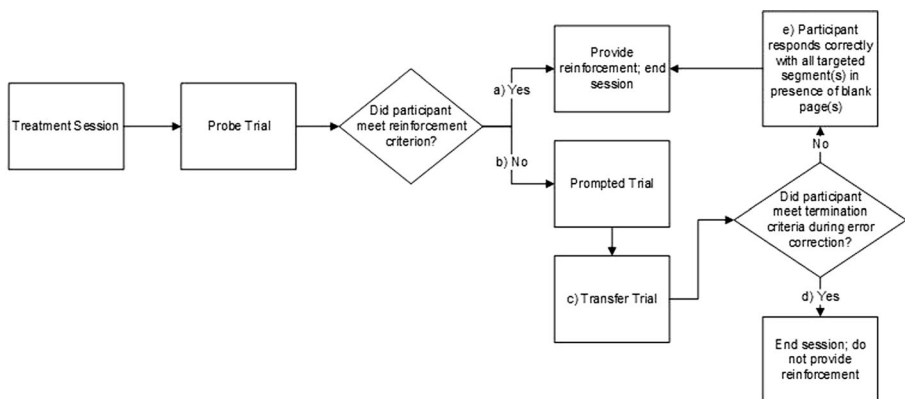 Treatment Session
Probe Trial
Did participant
meet reinforcement
criterion?
a) Yes
Provide
reinforcement; end
session
e) Participant
responds correctly
with all targeted
segment(s) in
presence of blank
page(s)
b) No
Prompted Trial
c) Transfer Trial
No
Did participant
meet termination
criteria during error
correction?
d) Yes
End session; do
not provide
reinforcement